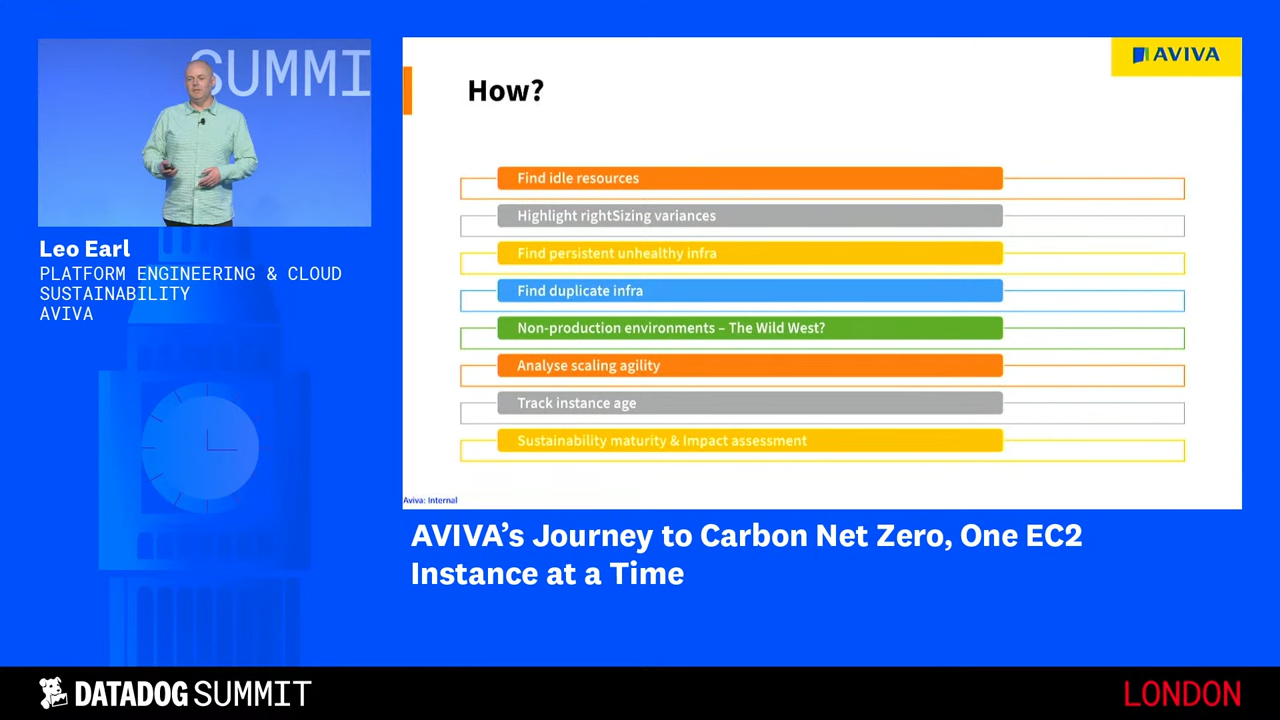 SUMMI
Leo Earl
PLATFORM ENGINEERING & CLOUD
SUSTAINABILITY
AVIVA
AVIVA
How?
Find idle resources
Highlight rightSizing variances
Find persistent unhealthy infra
Find duplicate infra
Non-production environments – The Wild West?
Analyse scaling agility
Track instance age
Sustainability maturity & Impact assessment
Aviva: Internal
AVIVA’s Journey to Carbon Net Zero, One EC2
Instance at a Time
DATADOG SUMMIT
LONDON